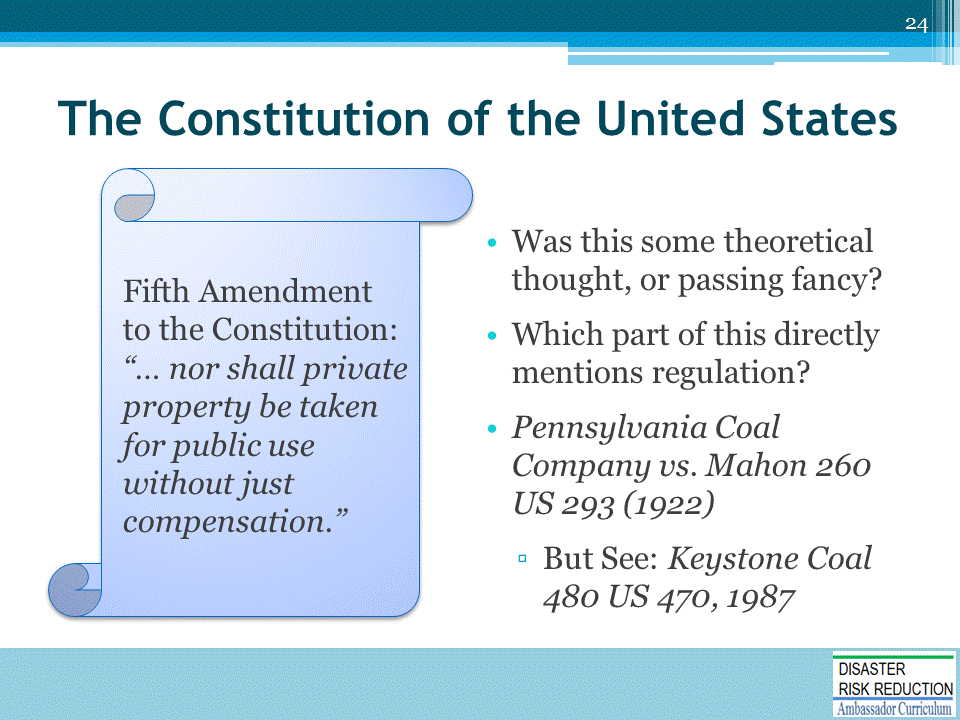 24
The Constitution of the United States
Fifth Amendment
to the Constitution:
“… nor shall private
property be taken
for public use
without just
compensation.”
• Was this some theoretical
thought, or passing fancy?
• Which part of this directly
mentions regulation?
• Pennsylvania Coal
Company vs. Mahon 260
US 293 (1922)
▫ But See: Keystone Coal
480 US 470, 1987
DISASTER
RISK REDUCTION
Ambassador Curriculum